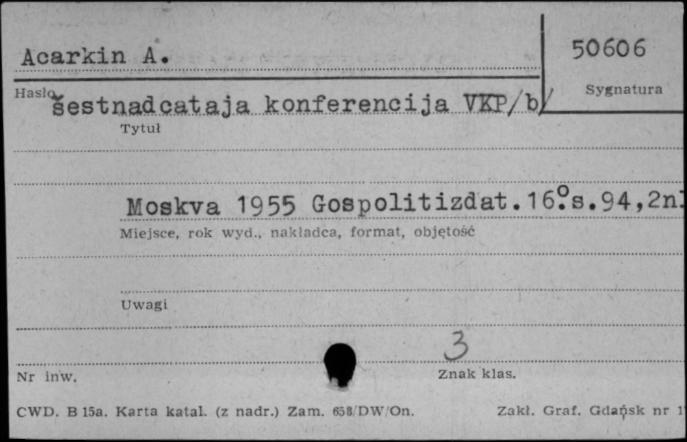 Acarkin A.
50606
Hasło
Sygnatura
šestnadcataja konferencija VKP/b/
Tytuł
Moskva 1955 Gospolitizdat.16°.s.94,2nl
Miejsce, rok wyd., nakładca, format, objętość
Uwagi
3
Nr inw.
Znak klas.
CWD. B 15a. Karta katal. (z nadr.) Zam. 658/DW/On.
Zakł. Graf. Gdańsk nr 1